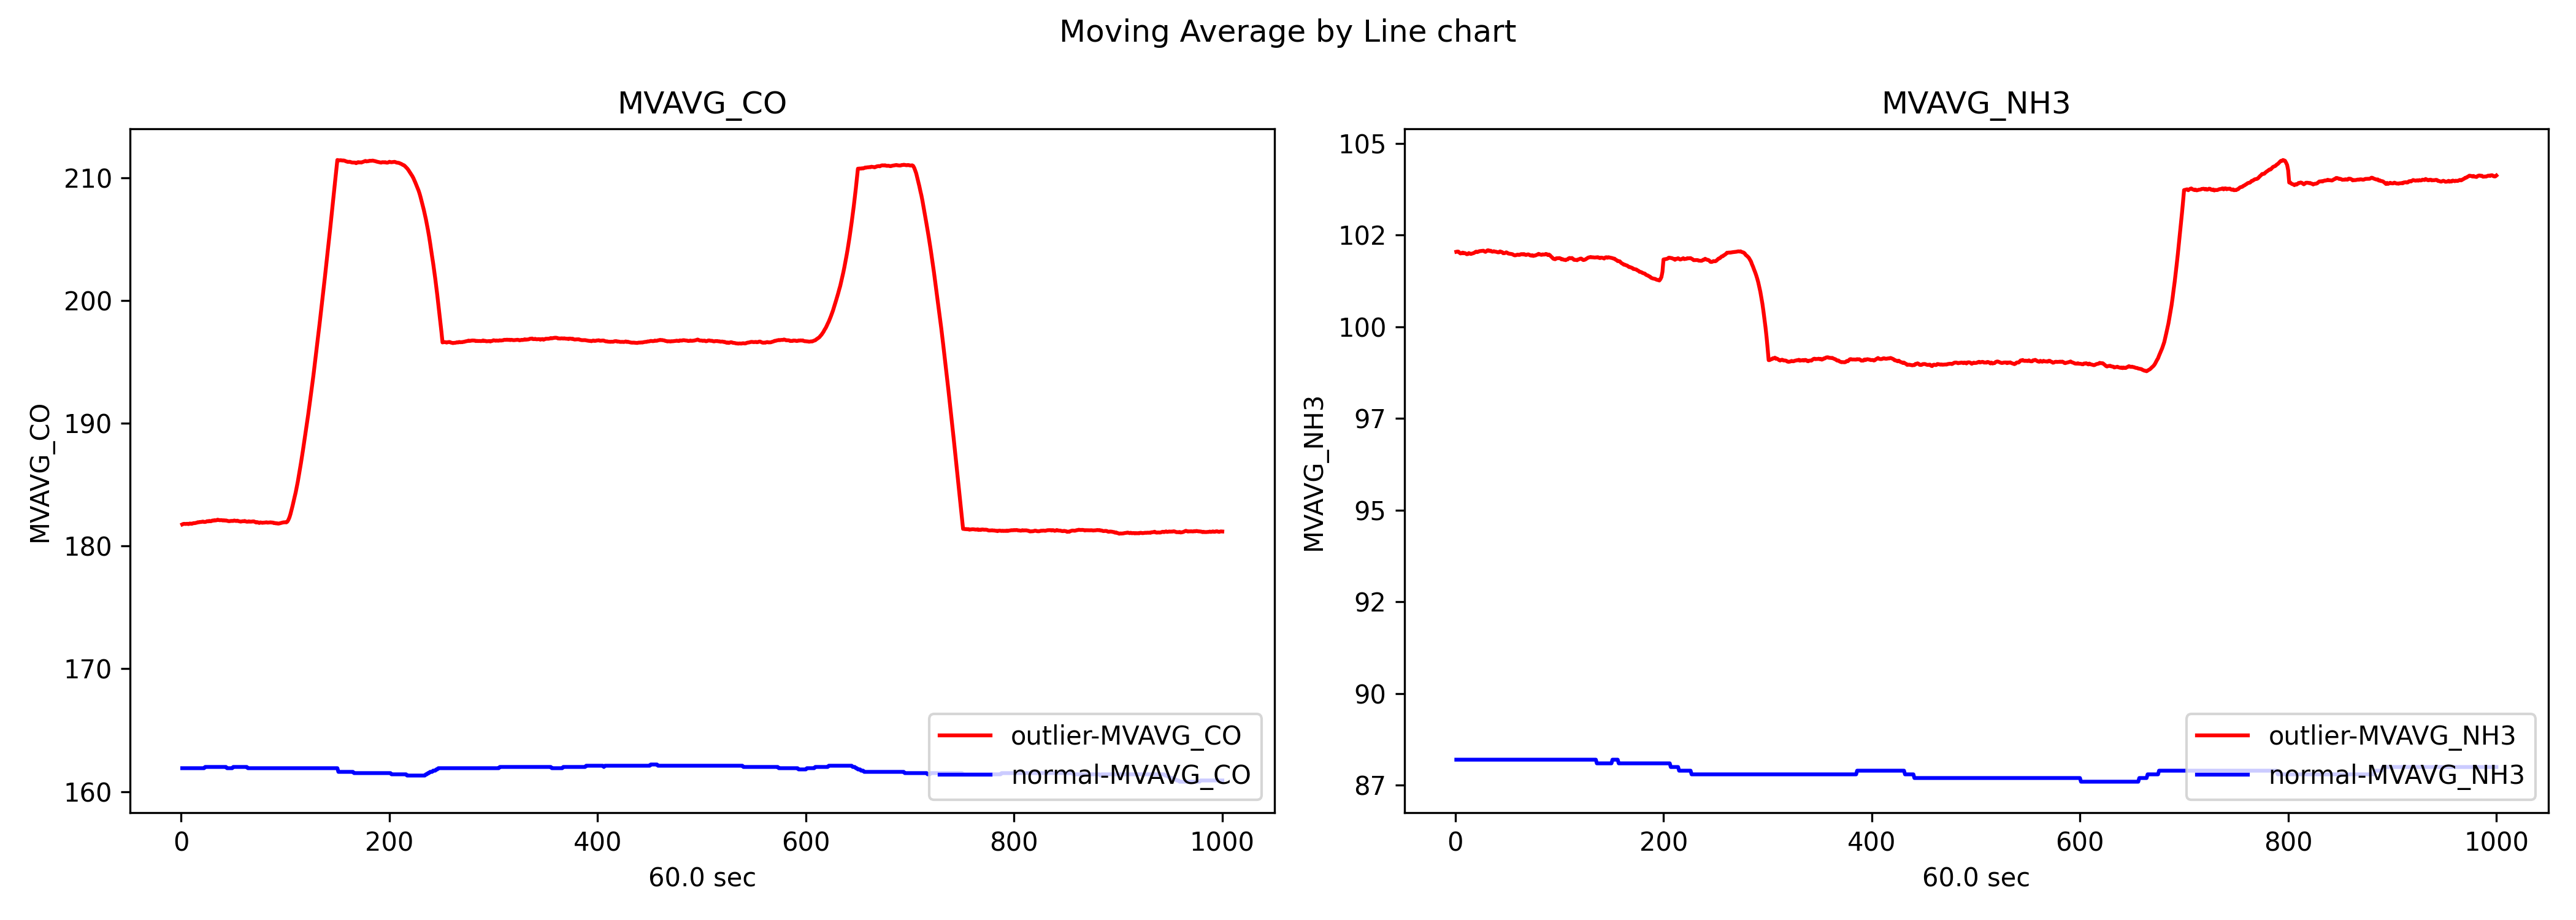 Moving Average by Line chart
MVAVG_CO
MVAVG_CO
210
200
190
180
170
160
0 200 400 600 800 1000
60.0 sec
outlier-MVAVG_CO
normal-MVAVG_CO
MVAVG_NH3
MVAVG_NH3
105
102
100
97
95
92
90
87
0 200 400 600 800 1000
60.0 sec
outlier-MVAVG_NH3
normal-MVAVG_NH3